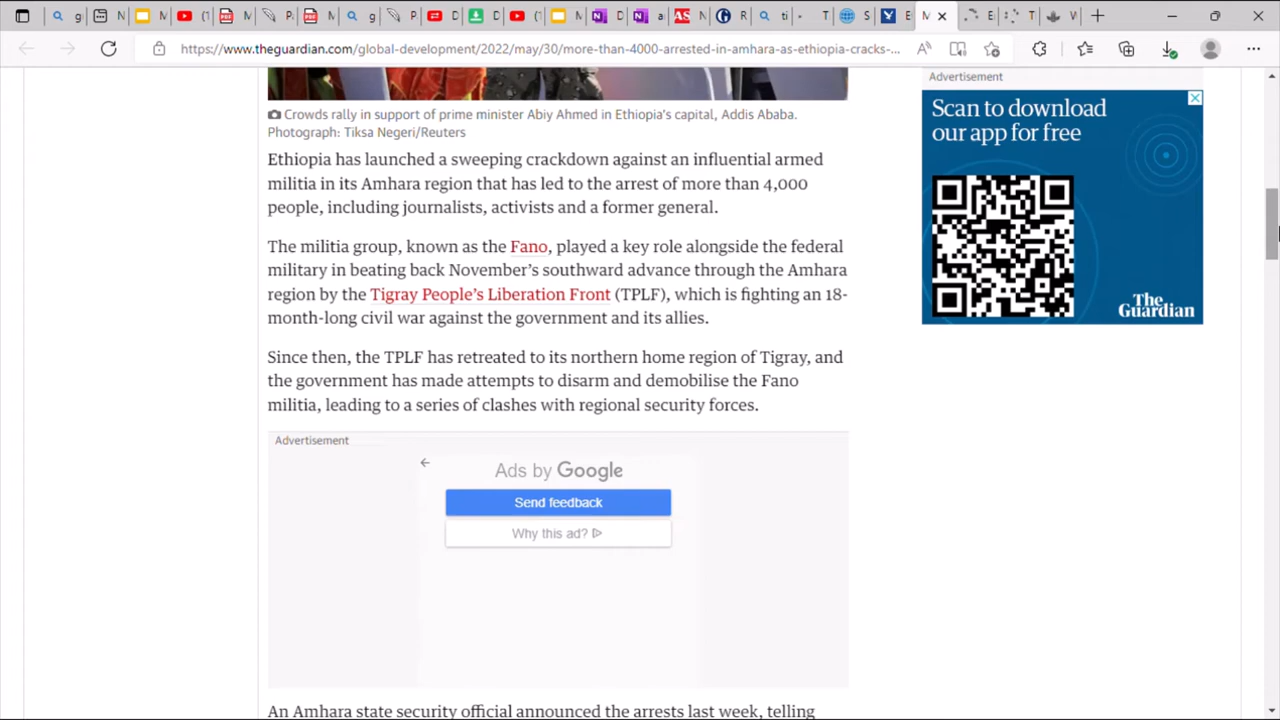 https://www.theguardian.com/global-development/2022/may/30/more-than-4000-arrested-in-amhara-as-ethiopia-cracks-...
Crowds rally in support of prime minister Abiy Ahmed in Ethiopia's capital, Addis Ababa.
Photograph: Tiksa Negeri/Reuters
Ethiopia has launched a sweeping crackdown against an influential armed
militia in its Amhara region that has led to the arrest of more than 4,000
people, including journalists, activists and a former general.
The militia group, known as the Fano, played a key role alongside the federal
military in beating back November's southward advance through the Amhara
region by the Tigray People's Liberation Front (TPLF), which is fighting an 18-
month-long civil war against the government and its allies.
Since then, the TPLF has retreated to its northern home region of Tigray, and
the government has made attempts to disarm and demobilise the Fano
militia, leading to a series of clashes with regional security forces.
Advertisement
Ads by Google
Send feedback
Why this ad?
An Amhara state security official announced the arrests last week, telling
Advertisement
Scan to download
our app for free
The
Guardian